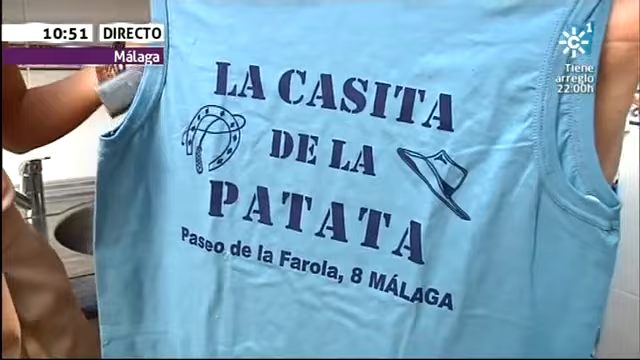 10:51 DIRECTO
Málaga
1
Tiene
arreglo
22:00h
LA CASITA
DE LA
PATATA
Paseo de la Farola, 8 MÁLAGA